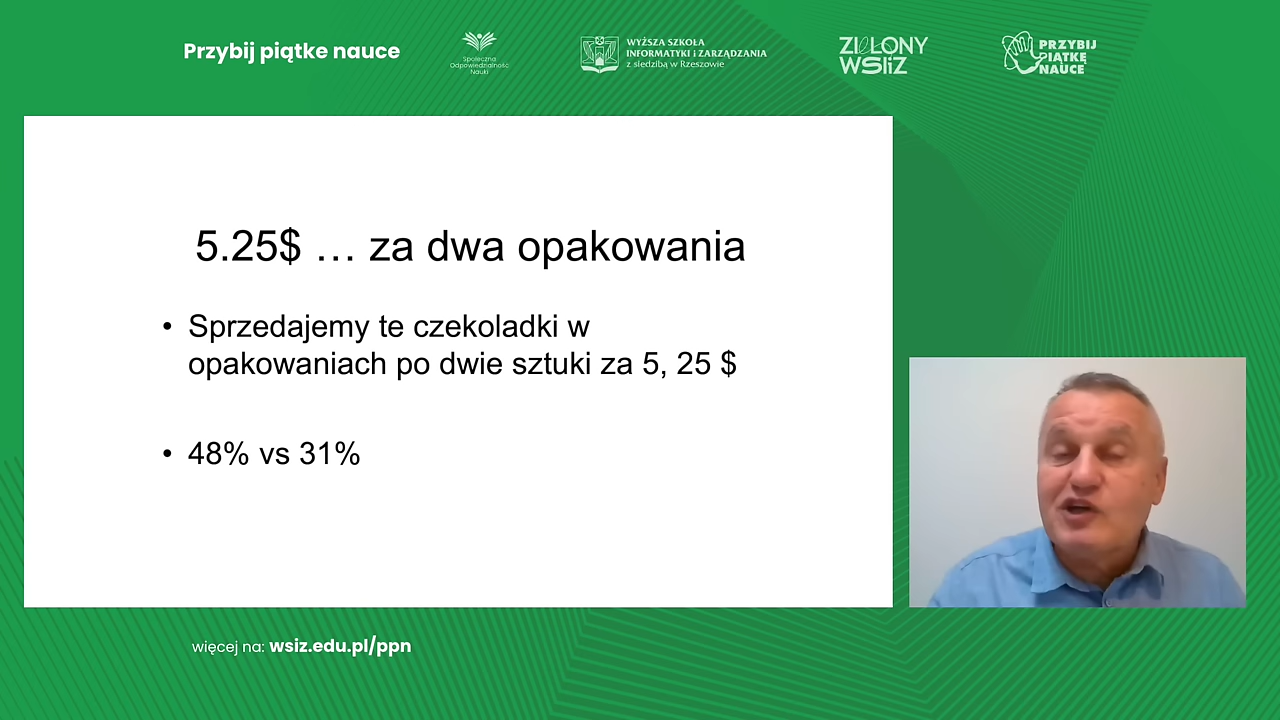 Przybij piątke nauce
Społeczna
Odpowiedzialność
Nauki
WYŻSZA SZKOŁA
INFORMATYKI i ZARZĄDZANIA
z siedzibą w Rzeszowie
ZIELONY
WSIiZ
PRZYBIJ
PIĄTKĘ
NAUCE
5.25$ … za dwa opakowania
• Sprzedajemy te czekoladki w
opakowaniach po dwie sztuki za 5, 25 $
• 48% vs 31%
więcej na: wsiz.edu.pl/ppn